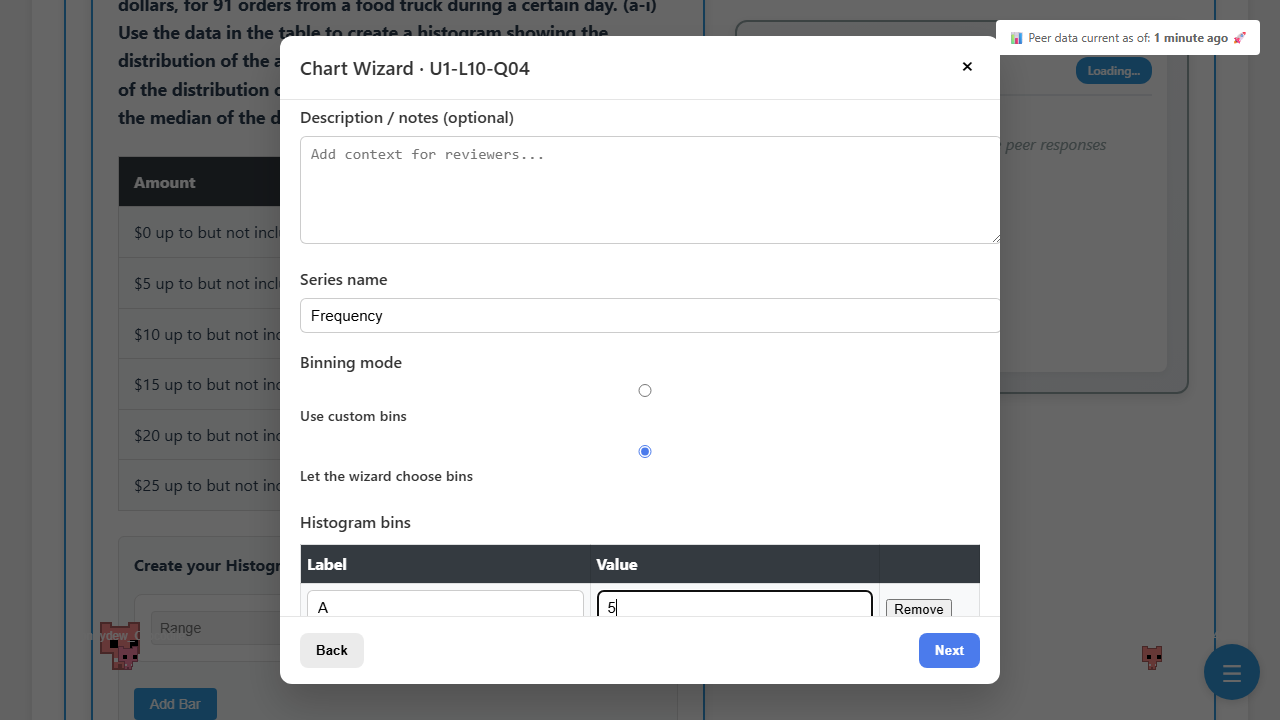 dollars, for 91 orders from a food truck during a certain day. (a-i)
Use the data in the table to create a histogram showing the
distribution of the a
of the distribution o
the median of the d
📊 Peer data current as of: 1 minute ago 🚀
Loading...
peer responses
Amount
$0 up to but not inclu
$5 up to but not inclu
$10 up to but not inc
$15 up to but not inc
$20 up to but not inc
$25 up to but not inc
Create your Histogr
Range
Add Bar
Chart Wizard · U1-L10-Q04
×
Description / notes (optional)
Add context for reviewers...
Series name
Frequency
Binning mode
Use custom bins
Let the wizard choose bins
Histogram bins
Label Value
A 5 Remove
Back Next
☰